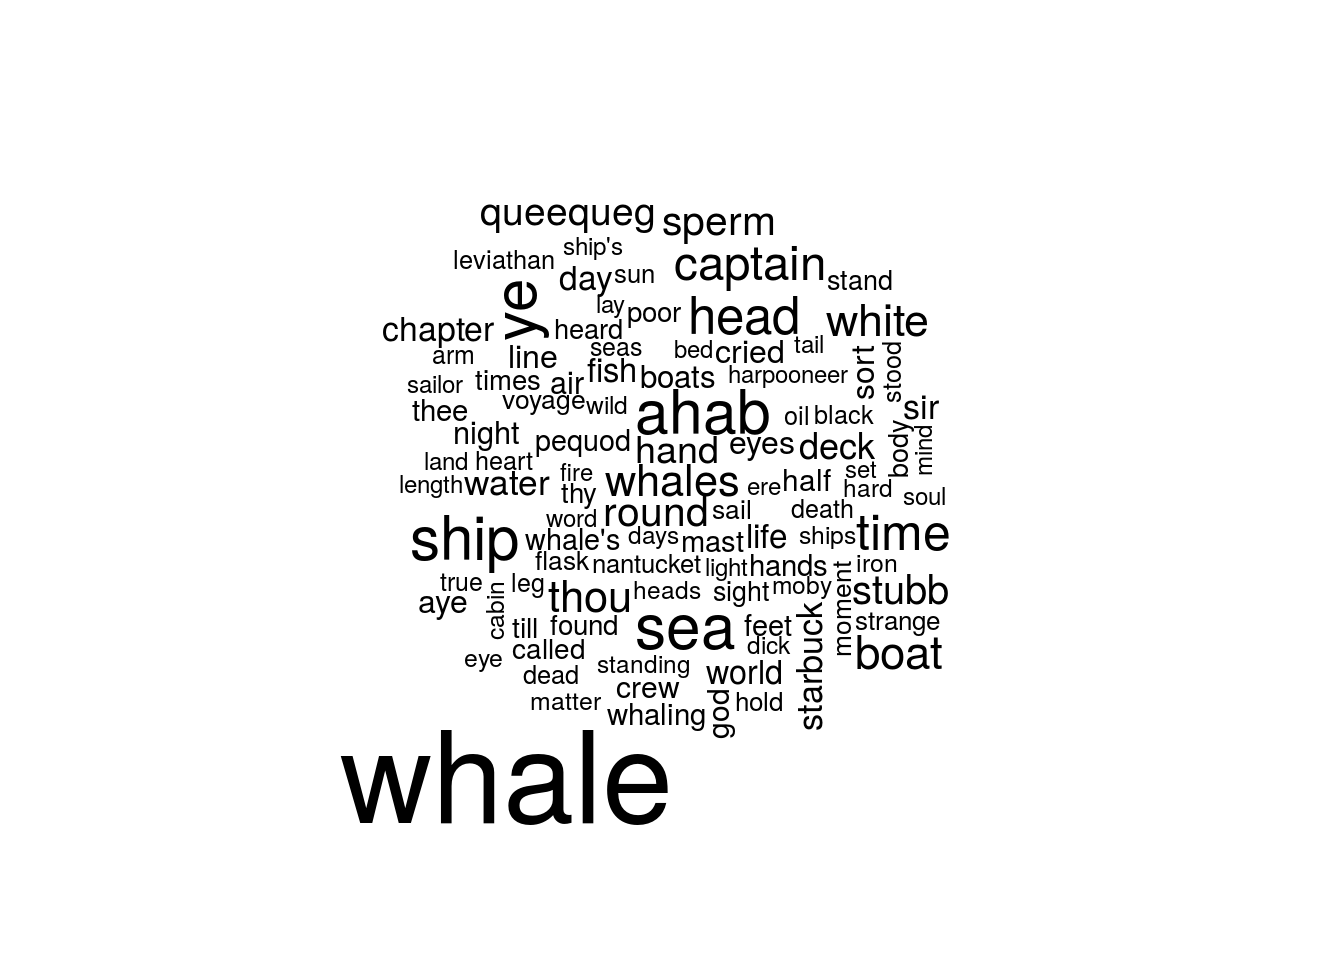 queequeg sperm
ship's
leviathan day sun captain stand
ye lay poor head white
chapter heard
arm line seas bed cried tail sort stood
sailor times air fish boats harpooneer
thee voyage wild ahab oil black sir
night pequod hand eyes deck body mind
land heart fire whales ere half set
length water thy hard soul
word round sail death
ship whale's days mast life ships time
flask nantucket light hands iron
true leg thou heads sight moby moment stubb
aye cabin till found sea feet starbuck strange
eye called dick boat
dead standing world
matter crew god hold
whaling
whale